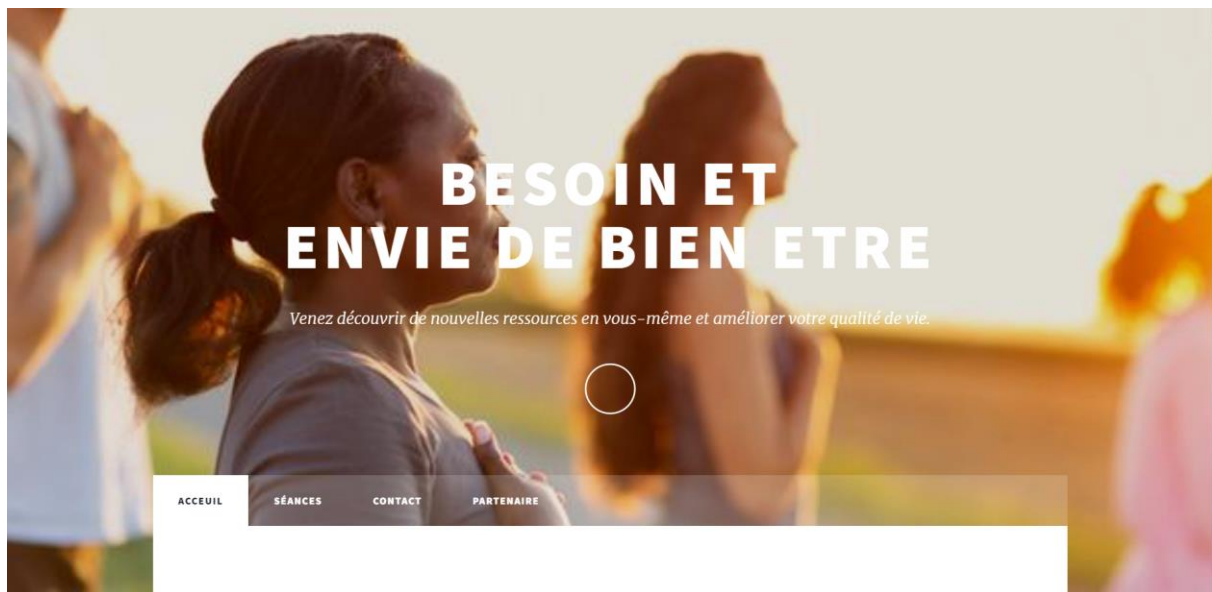 BESOIN ET
ENVIE DE BIEN ETRE
Venez découvrir de nouvelles ressources en vous-même et améliorer votre qualité de vie.
ACCEUIL SÉANCES CONTACT PARTENAIRE